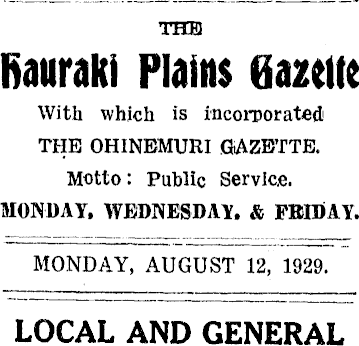 THE
Hauraki Plains Gazette
With which is incorporated
THE OHINEMURI GAZETTE.
Motto: Public Service.
MONDAY, WEDNESDAY, & FRIDAY.
MONDAY, AUGUST 12, 1929.
LOCAL AND GENERAL